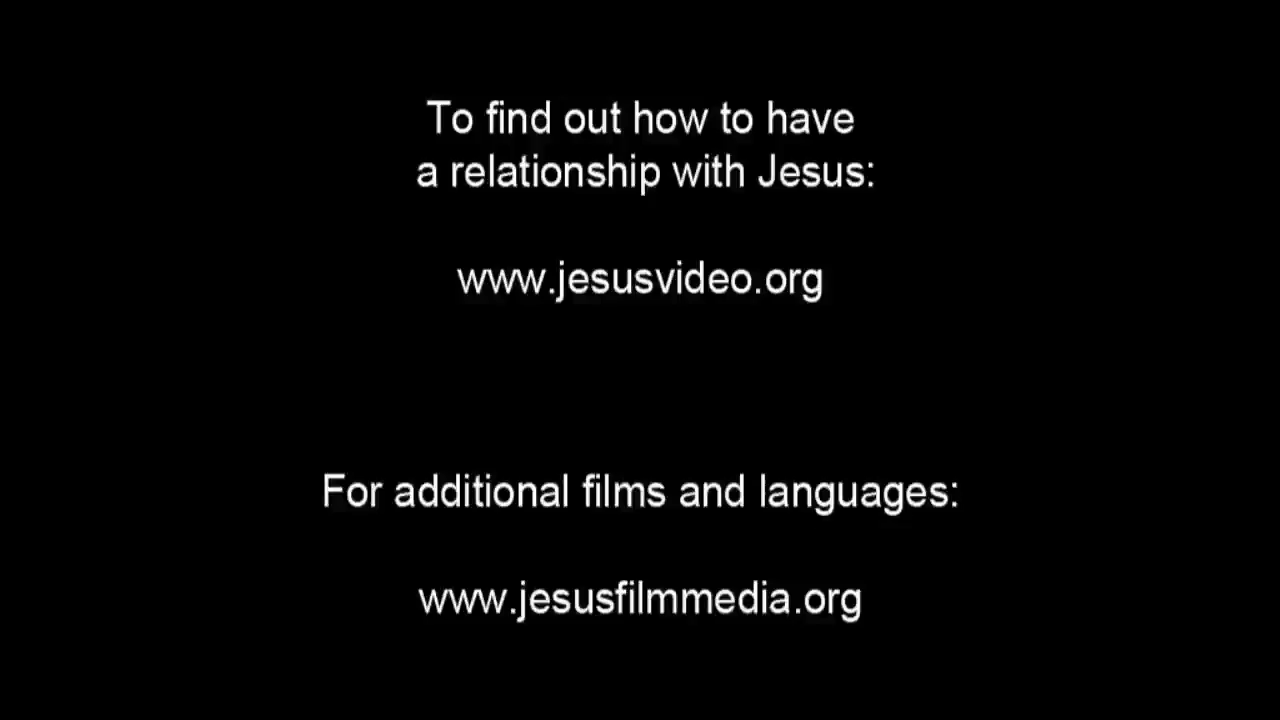 To find out how to have
a relationship with Jesus:
www.jesusvideo.org
For additional films and languages:
www.jesusfilmmedia.org